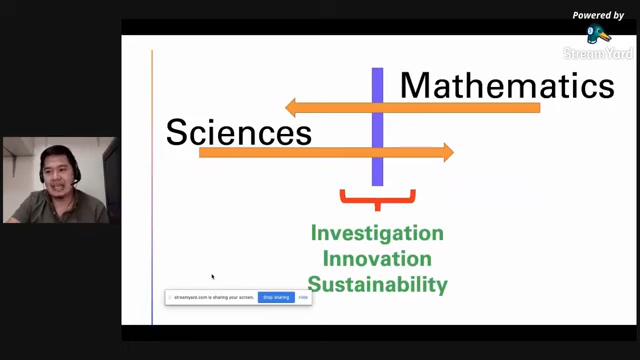 Powered by
StreamYard
Mathematics
Sciences
Investigation
Innovation
Sustainability
streamyard.com is sharing your screen.
Stop sharing
Hide